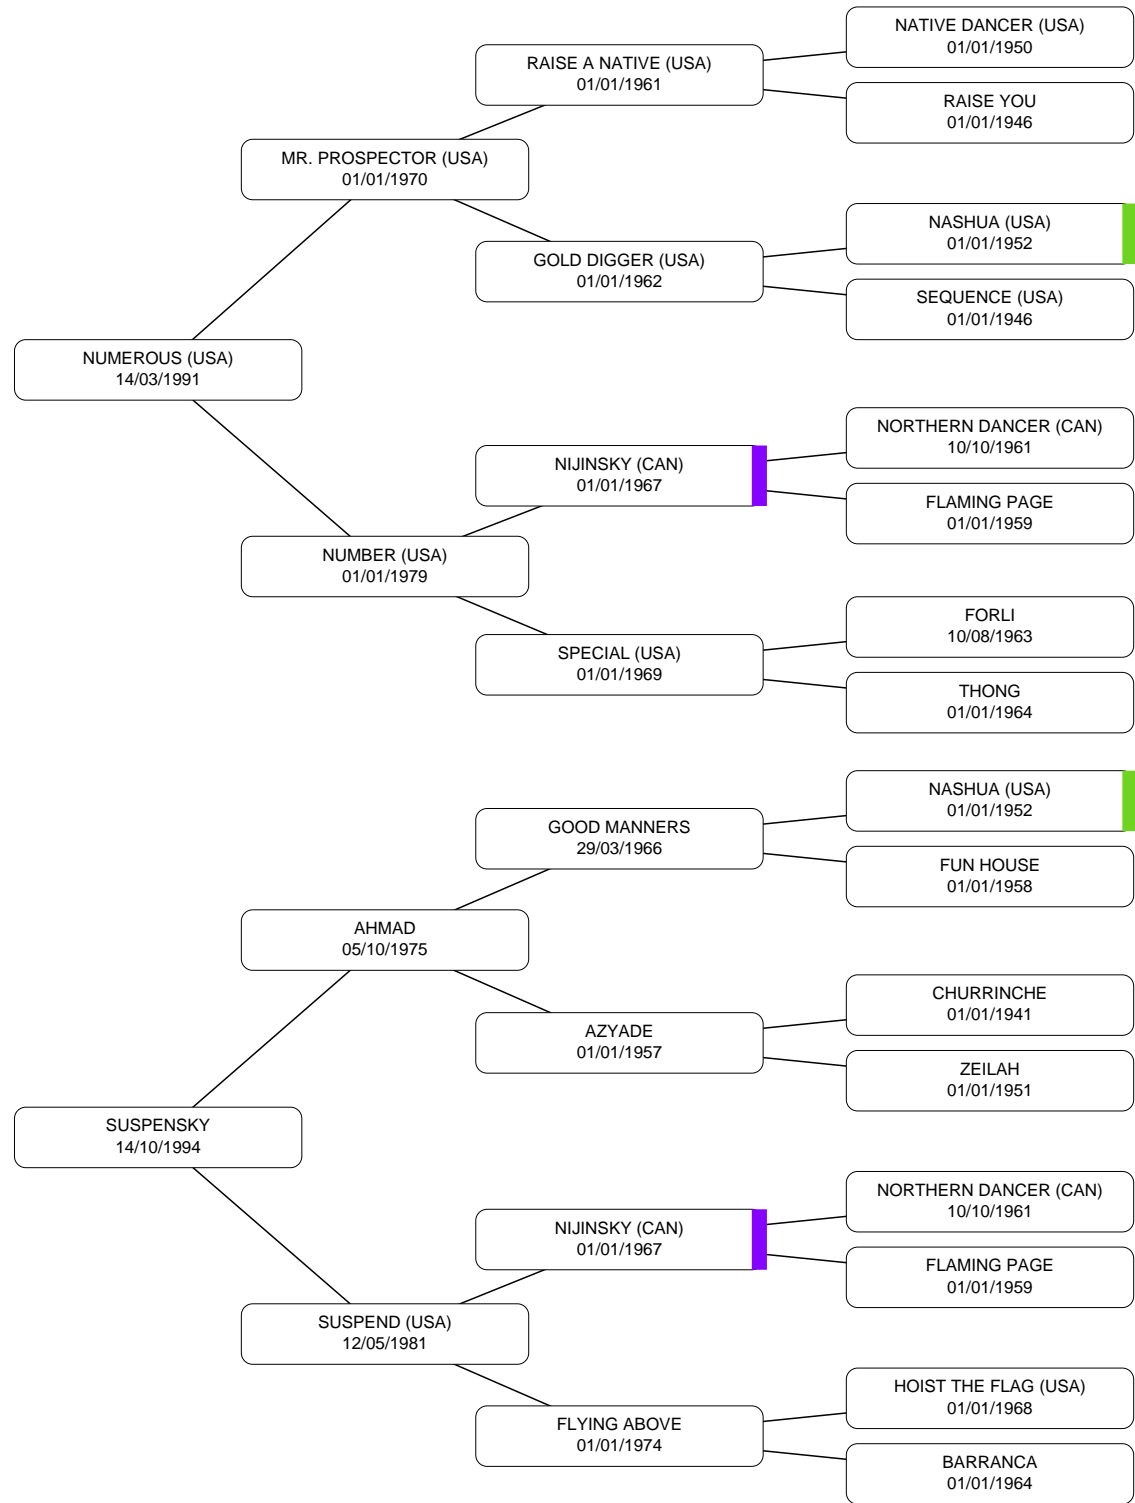 NATIVE DANCER (USA)
01/01/1950
RAISE A NATIVE (USA)
01/01/1961
RAISE YOU
01/01/1946
MR. PROSPECTOR (USA)
01/01/1970
NASHUA (USA)
01/01/1952
GOLD DIGGER (USA)
01/01/1962
SEQUENCE (USA)
01/01/1946
NUMEROUS (USA)
14/03/1991
NORTHERN DANCER (CAN)
10/10/1961
NIJINSKY (CAN)
01/01/1967
FLAMING PAGE
01/01/1959
NUMBER (USA)
01/01/1979
FORLI
10/08/1963
SPECIAL (USA)
01/01/1969
THONG
01/01/1964
NASHUA (USA)
01/01/1952
GOOD MANNERS
29/03/1966
FUN HOUSE
01/01/1958
AHMAD
05/10/1975
CHURRINCHE
01/01/1941
AZYADE
01/01/1957
ZEILAH
01/01/1951
SUSPENSKY
14/10/1994
NORTHERN DANCER (CAN)
10/10/1961
NIJINSKY (CAN)
01/01/1967
FLAMING PAGE
01/01/1959
SUSPEND (USA)
12/05/1981
HOIST THE FLAG (USA)
01/01/1968
FLYING ABOVE
01/01/1974
BARRANCA
01/01/1964